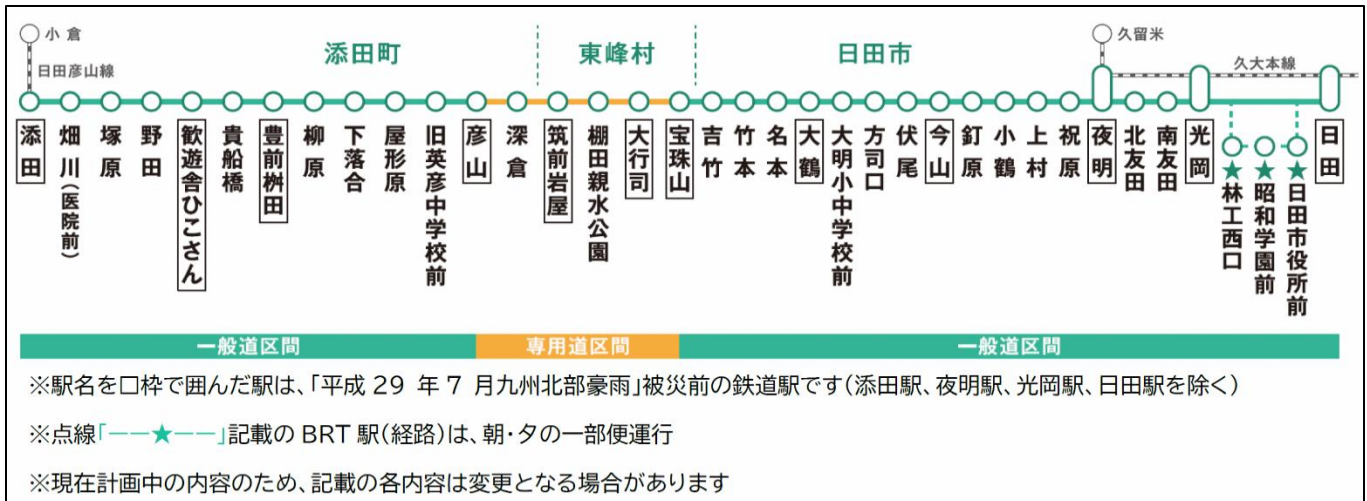 小倉
日田彦山線
添田町
東峰村
日田市
久留米
久大本線
添田
畑川(医院前)
塚原
野田
歓遊舎ひこさん
貴船橋
豊前桝田
柳原
下落合
屋形原
旧英彦中学校前
彦山
深倉
筑前岩屋
棚田親水公園
大行司
宝珠山
吉竹
竹本
名本
大鶴
大明小中学校前
方司口
伏尾
今山
釘原
小鶴
上村
祝原
夜明
北友田
南友田
光岡
★林工西口
★昭和学園前
★日田市役所前
日田
一般道区間
専用道区間
一般道区間
※駅名を□枠で囲んだ駅は、「平成 29 年 7 月九州北部豪雨」被災前の鉄道駅です(添田駅、夜明駅、光岡駅、日田駅を除く)
※点線「――★――」記載の BRT 駅(経路)は、朝・夕の一部便運行
※現在計画中の内容のため、記載の各内容は変更となる場合があります